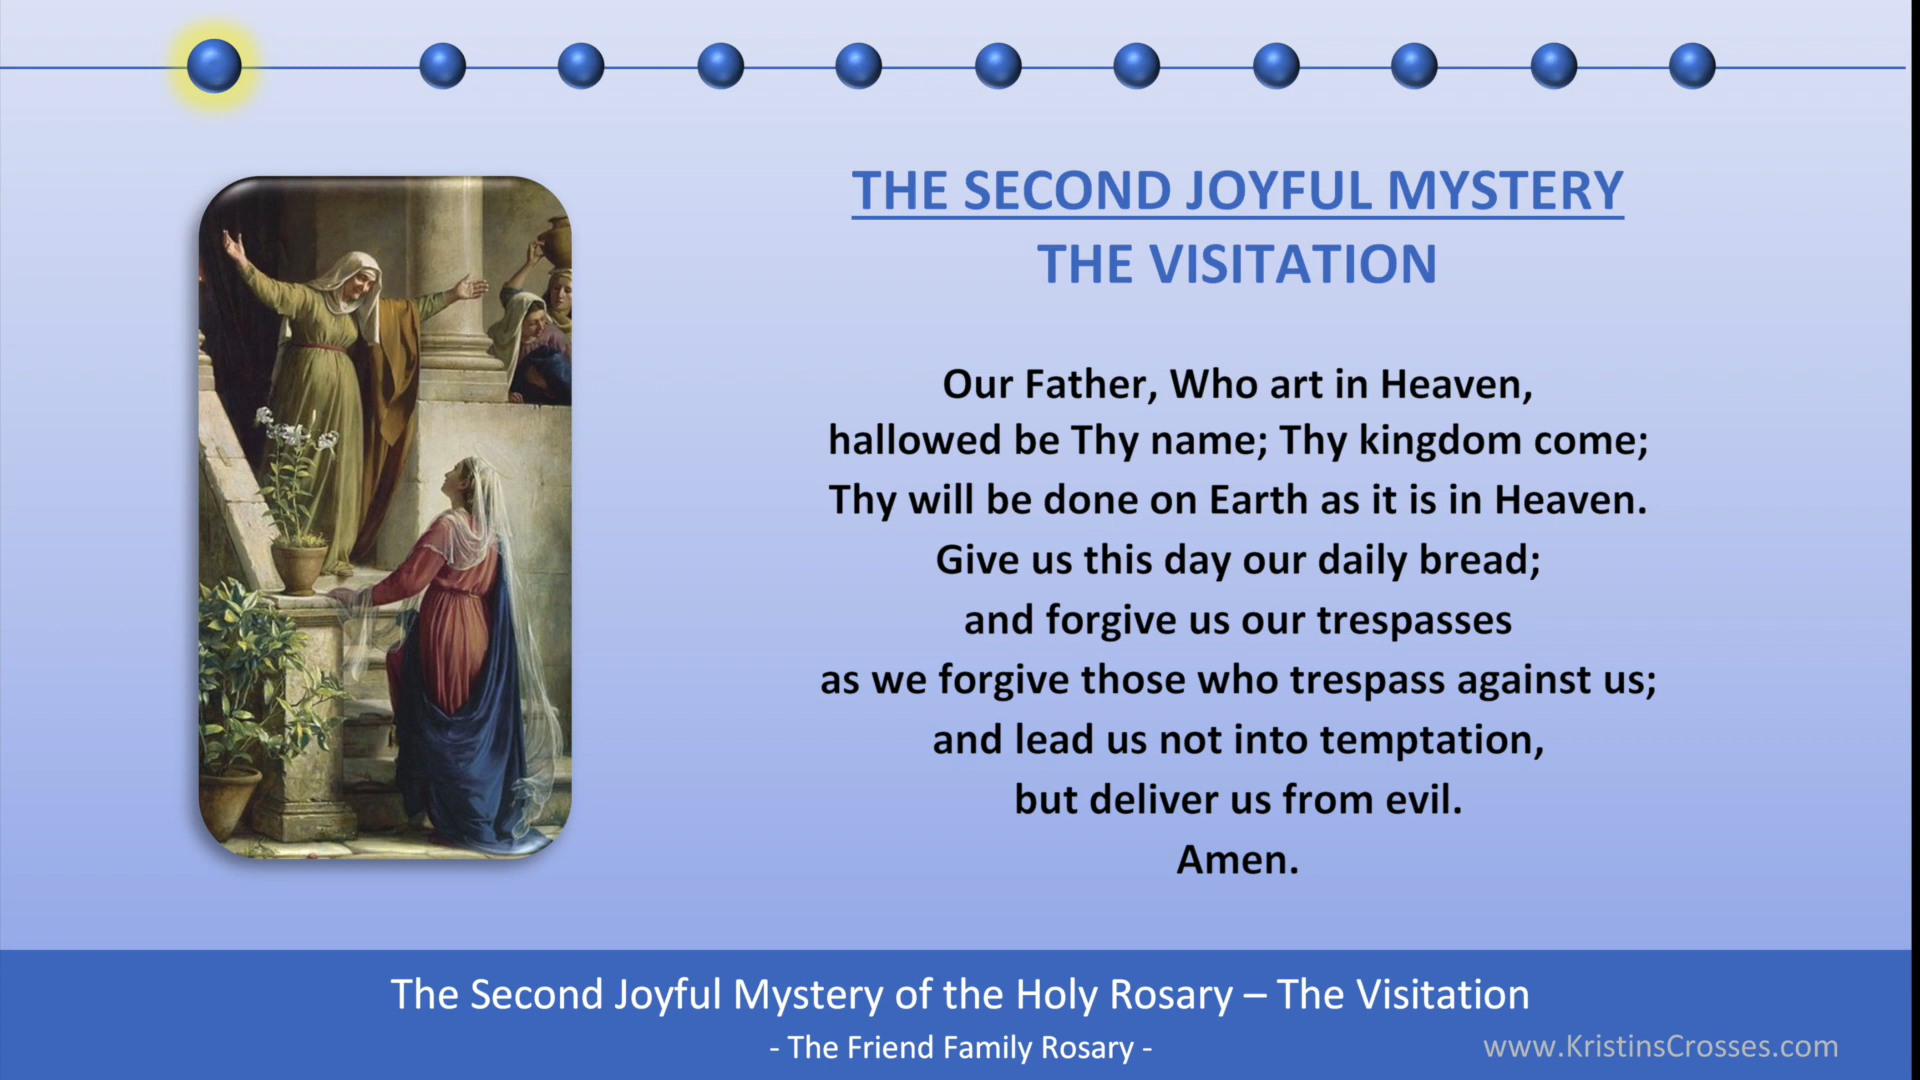 THE SECOND JOYFUL MYSTERY
THE VISITATION
Our Father, Who art in Heaven,
hallowed be Thy name; Thy kingdom come;
Thy will be done on Earth as it is in Heaven.
Give us this day our daily bread;
and forgive us our trespasses
as we forgive those who trespass against us;
and lead us not into temptation,
but deliver us from evil.
Amen.
The Second Joyful Mystery of the Holy Rosary – The Visitation
- The Friend Family Rosary -
www.KristinsCrosses.com